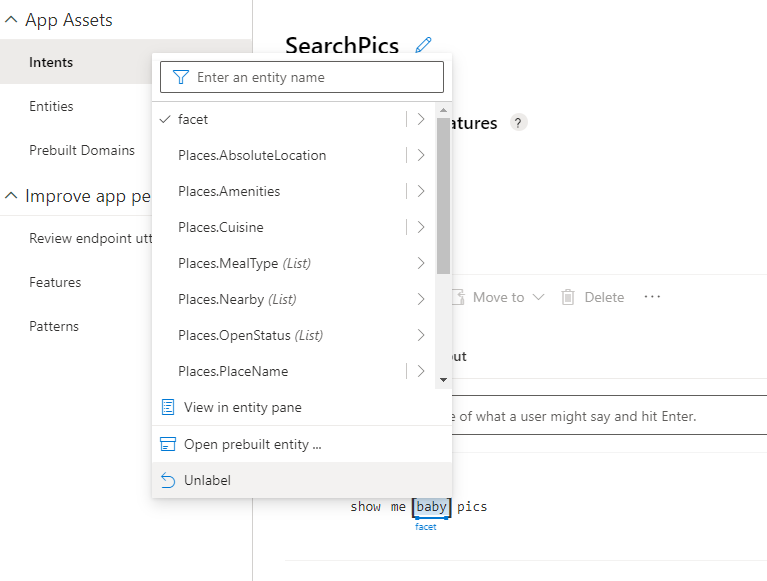 App Assets
Intents
Entities
Prebuilt Domains
Improve app pe
Review endpoint utt
Features
Patterns
SearchPics
atures ?
Enter an entity name
facet
Places.AbsoluteLocation
Places.Amenities
Places.Cuisine
Places.MealType (List)
Places.Nearby (List)
Places.OpenStatus (List)
Places.PlaceName
View in entity pane
Open prebuilt entity ...
Unlabel
Move to Delete ...
out
e of what a user might say and hit Enter.
show me baby pics
facet